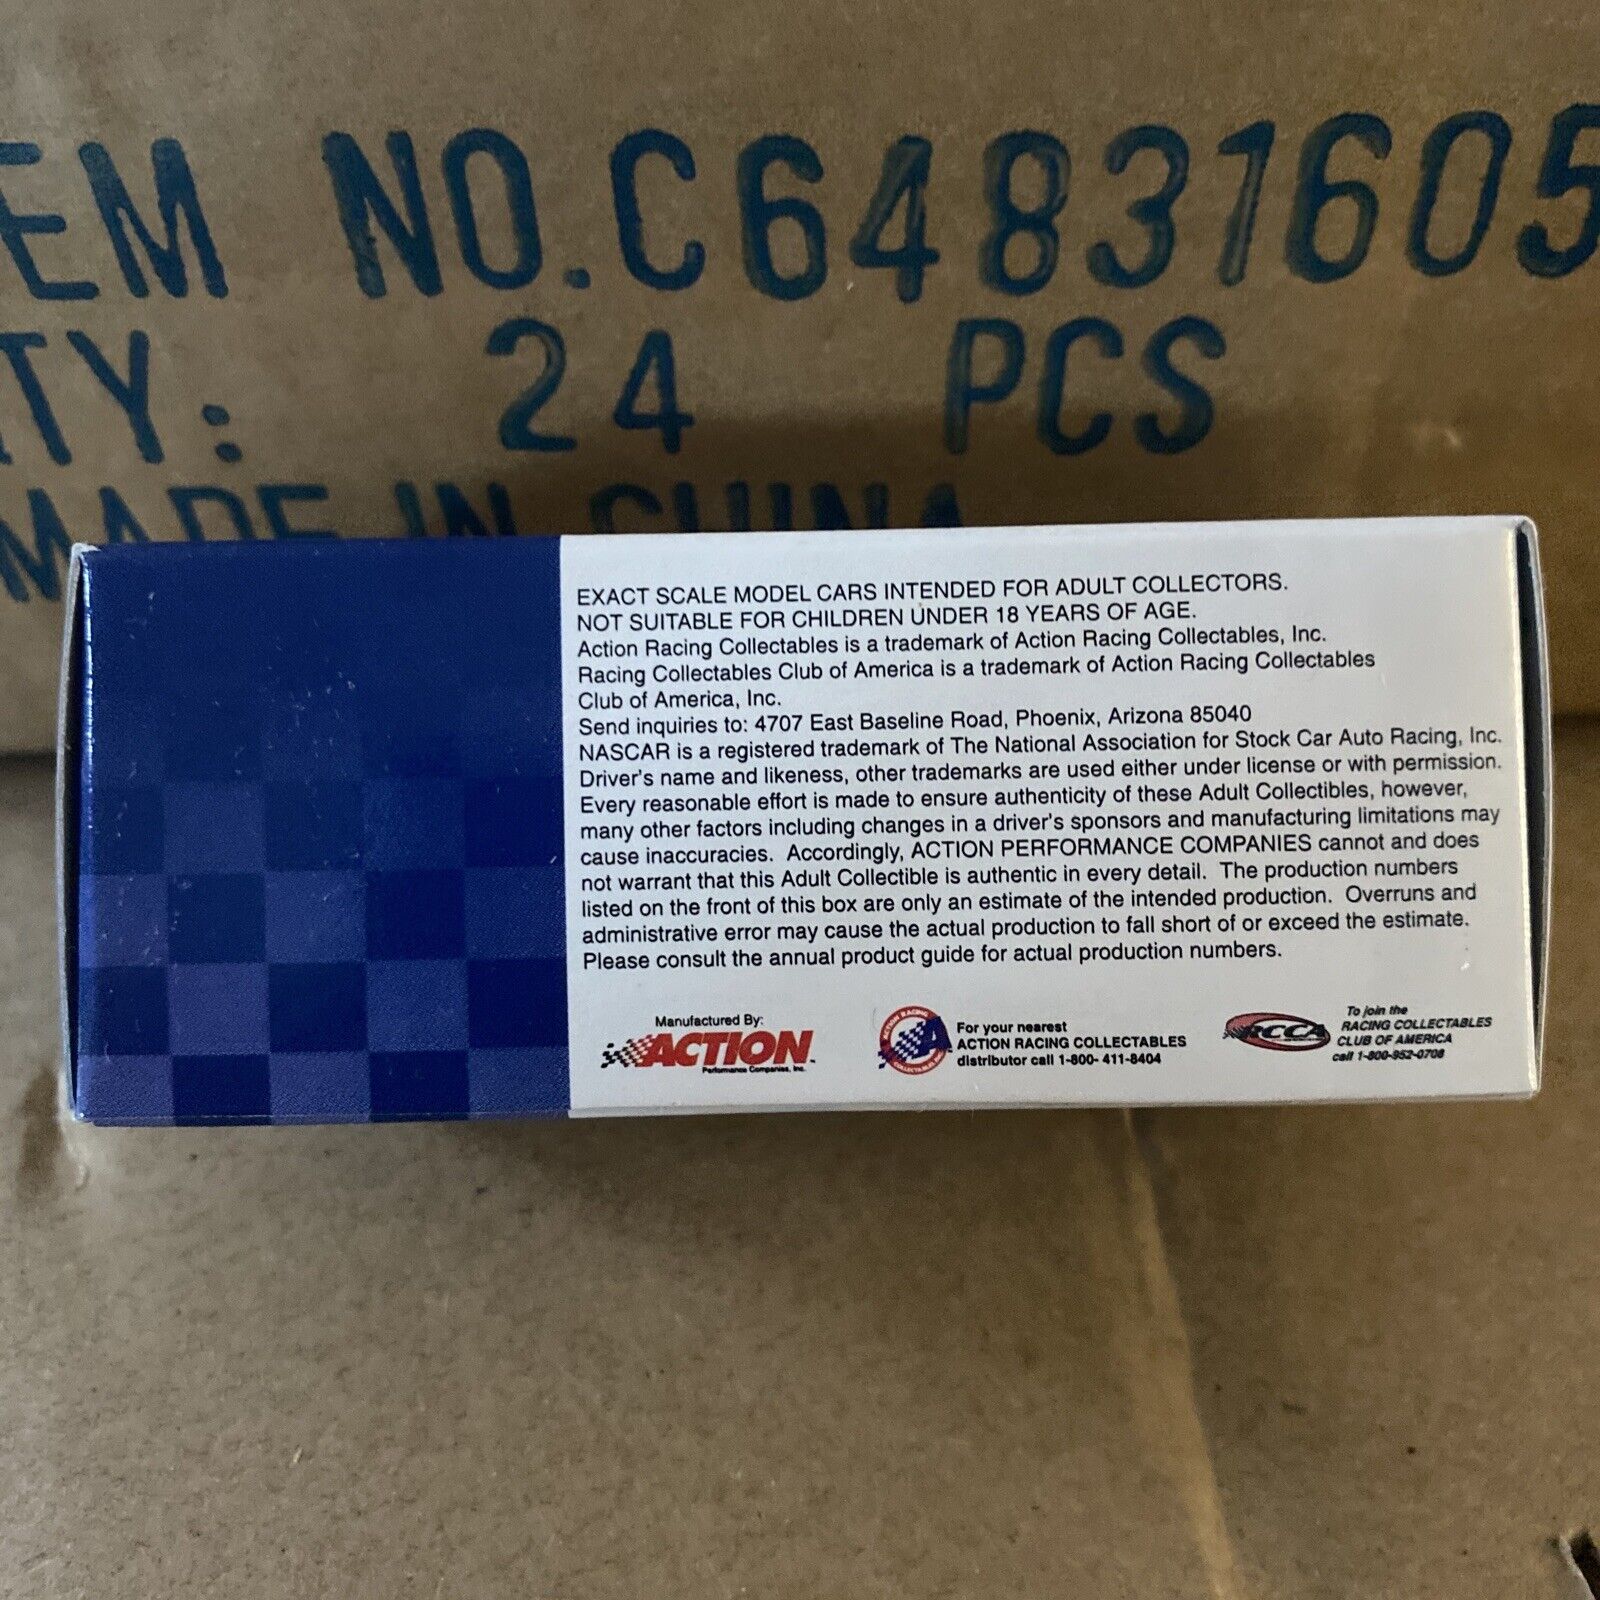 EM NO.C64831605
TY: 24 PCS
MADE IN CHINA
EXACT SCALE MODEL CARS INTENDED FOR ADULT COLLECTORS.
NOT SUITABLE FOR CHILDREN UNDER 18 YEARS OF AGE.
Action Racing Collectables is a trademark of Action Racing Collectables, Inc.
Racing Collectables Club of America is a trademark of Action Racing Collectables
Club of America, Inc.
Send inquiries to: 4707 East Baseline Road, Phoenix, Arizona 85040
NASCAR is a registered trademark of The National Association for Stock Car Auto Racing, Inc.
Driver's name and likeness, other trademarks are used either under license or with permission.
Every reasonable effort is made to ensure authenticity of these Adult Collectibles, however,
many other factors including changes in a driver's sponsors and manufacturing limitations may
cause inaccuracies. Accordingly, ACTION PERFORMANCE COMPANIES cannot and does
not warrant that this Adult Collectible is authentic in every detail. The production numbers
listed on the front of this box are only an estimate of the intended production. Overruns and
administrative error may cause the actual production to fall short of or exceed the estimate.
Please consult the annual product guide for actual production numbers.
Manufactured By:
ACTION™
Performance Companies, Inc.
ACTION RACING
A
COLLECTABLES
For your nearest
ACTION RACING COLLECTABLES
distributor call 1-800- 411-8404
RCCA
To join the
RACING COLLECTABLES
CLUB OF AMERICA
call 1-800-952-0708